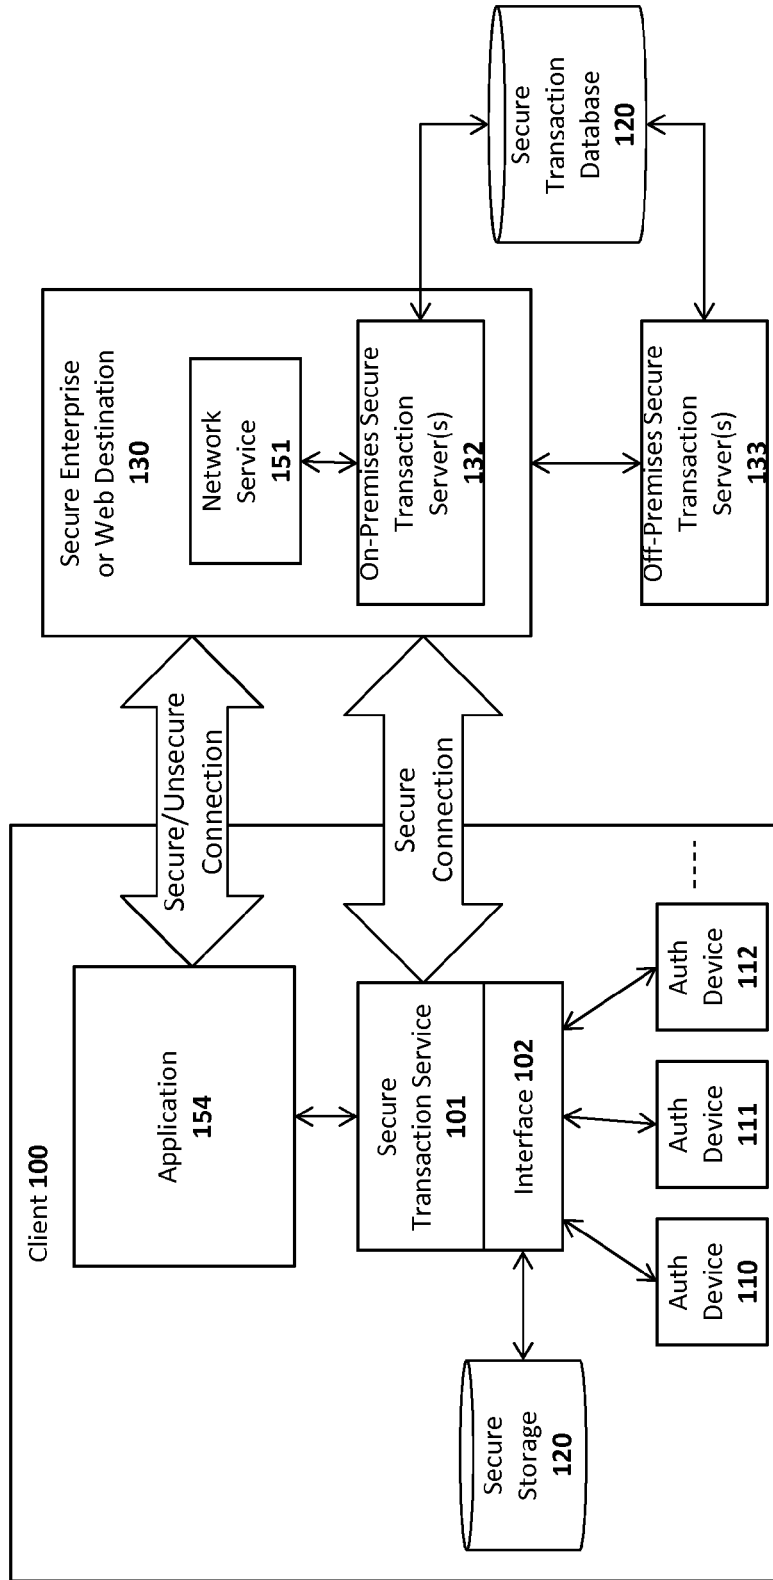 Client 100
Application
154
Secure
Transaction Service
101
Interface 102
Secure
Storage
120
Auth
Device
110
Auth
Device
111
Auth
Device
112
Secure/Unsecure
Connection
Secure
Connection
Secure Enterprise
or Web Destination
130
Network
Service
151
On-Premises Secure
Transaction
Server(s)
132
Off-Premises Secure
Transaction
Server(s)
133
Secure
Transaction
Database
120